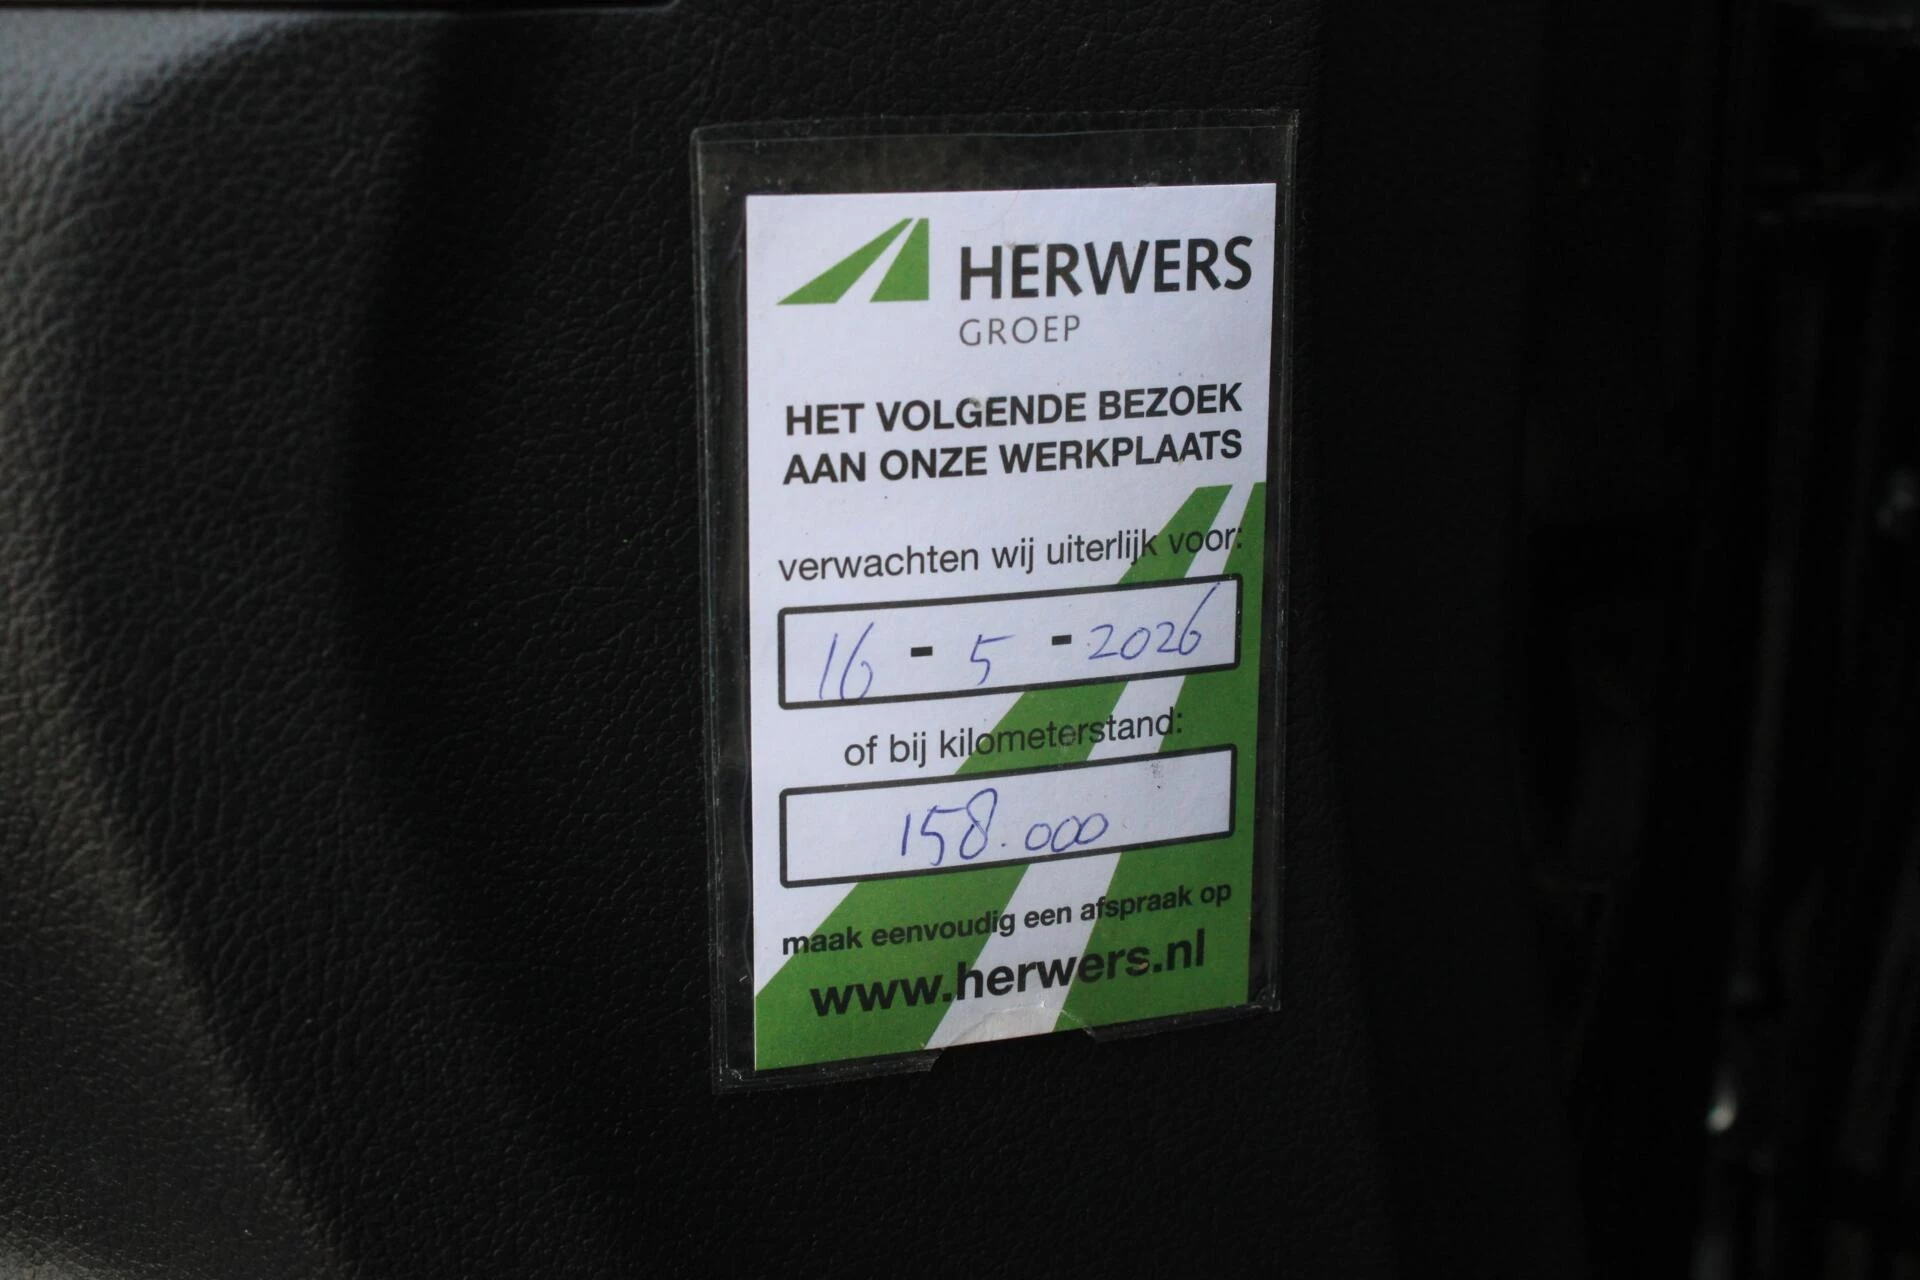 HERWERS
GROEP
HET VOLGENDE BEZOEK
AAN ONZE WERKPLAATS
verwachten wij uiterlijk voor:
16 - 5 - 2026
of bij kilometerstand:
158.000
maak eenvoudig een afspraak op
www.herwers.nl